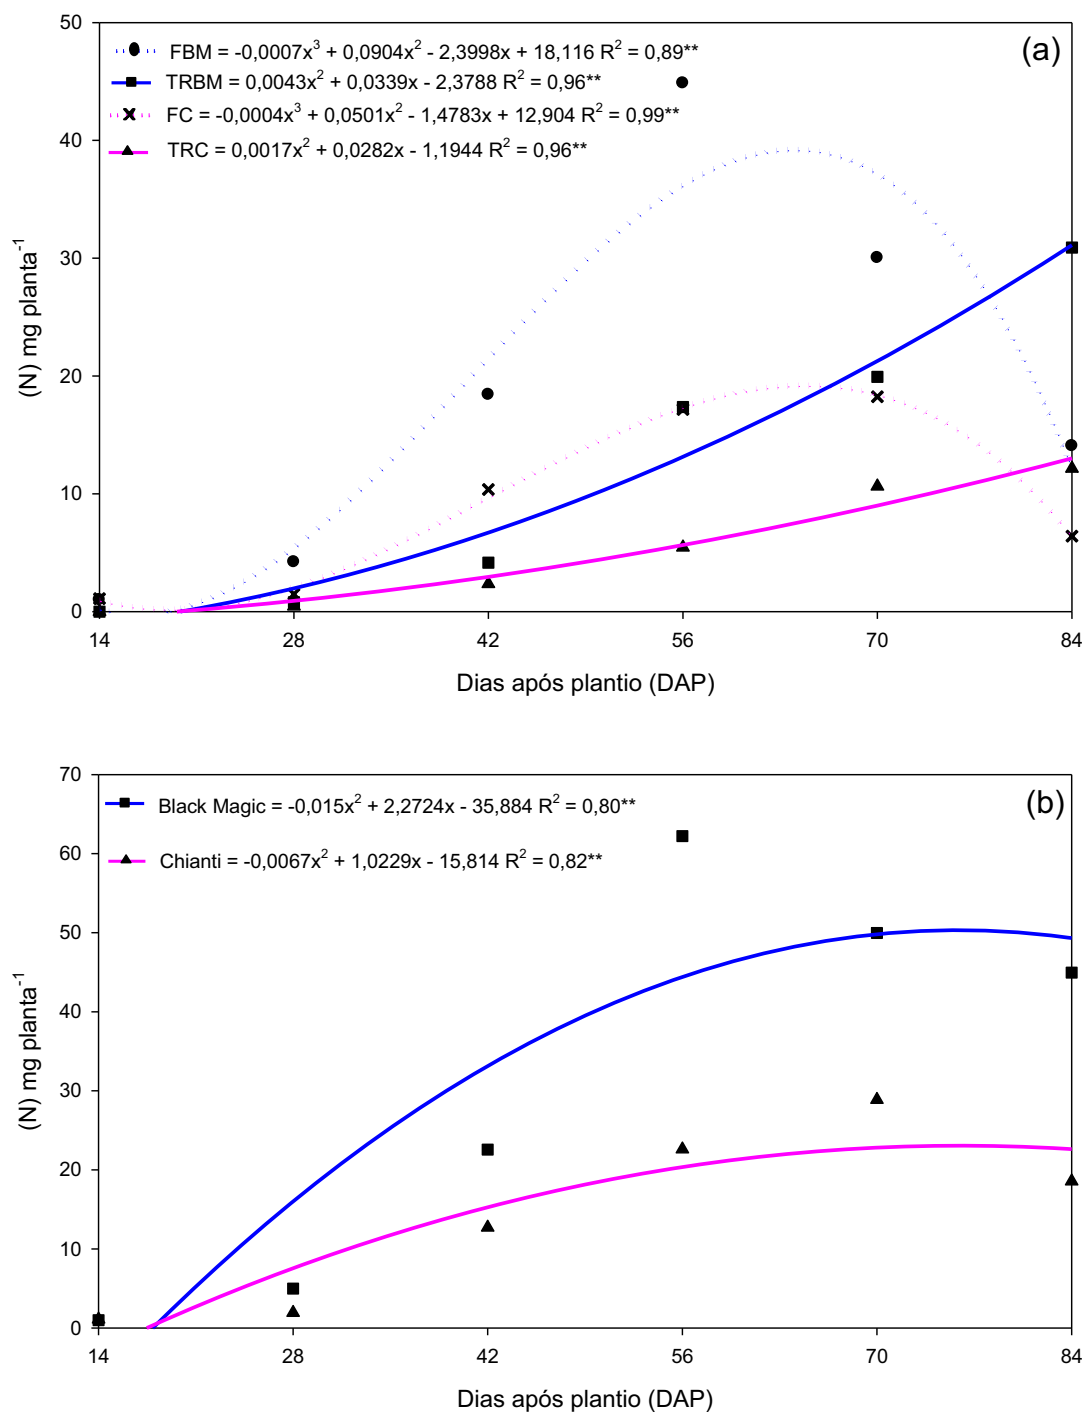 50
(a)
FBM = -0,0007x³ + 0,0904x² - 2,3998x + 18,116 R² = 0,89**
TRBM = 0,0043x² + 0,0339x - 2,3788 R² = 0,96**
FC = -0,0004x³ + 0,0501x² - 1,4783x + 12,904 R² = 0,99**
TRC = 0,0017x² + 0,0282x - 1,1944 R² = 0,96**
40
30
20
10
0
(N) mg planta⁻¹
14 28 42 56 70 84
Dias após plantio (DAP)
70
(b)
Black Magic = -0,015x² + 2,2724x - 35,884 R² = 0,80**
Chianti = -0,0067x² + 1,0229x - 15,814 R² = 0,82**
60
50
40
30
20
10
0
(N) mg planta⁻¹
14 28 42 56 70 84
Dias após plantio (DAP)